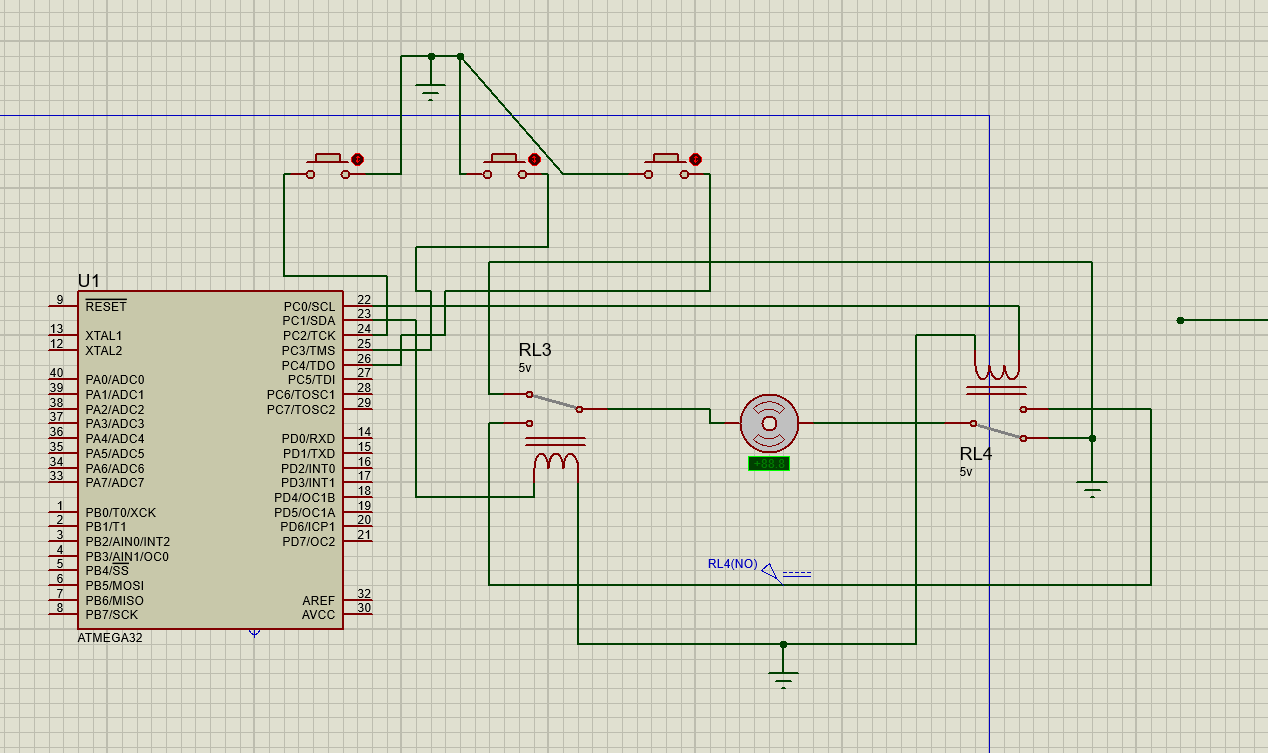 U1
9 RESET
13 XTAL1
12 XTAL2
40 PA0/ADC0
39 PA1/ADC1
38 PA2/ADC2
37 PA3/ADC3
36 PA4/ADC4
35 PA5/ADC5
34 PA6/ADC6
33 PA7/ADC7
1 PB0/T0/XCK
2 PB1/T1
3 PB2/AIN0/INT2
4 PB3/AIN1/OC0
5 PB4/SS
6 PB5/MOSI
7 PB6/MISO
8 PB7/SCK
PC0/SCL 22
PC1/SDA 23
PC2/TCK 24
PC3/TMS 25
PC4/TDO 26
PC5/TDI 27
PC6/TOSC1 28
PC7/TOSC2 29
PD0/RXD 14
PD1/TXD 15
PD2/INT0 16
PD3/INT1 17
PD4/OC1B 18
PD5/OC1A 19
PD6/ICP1 20
PD7/OC2 21
AREF 32
AVCC 30
ATMEGA32
RL3
5v
+88.8
RL4
5v
RL4(NO)